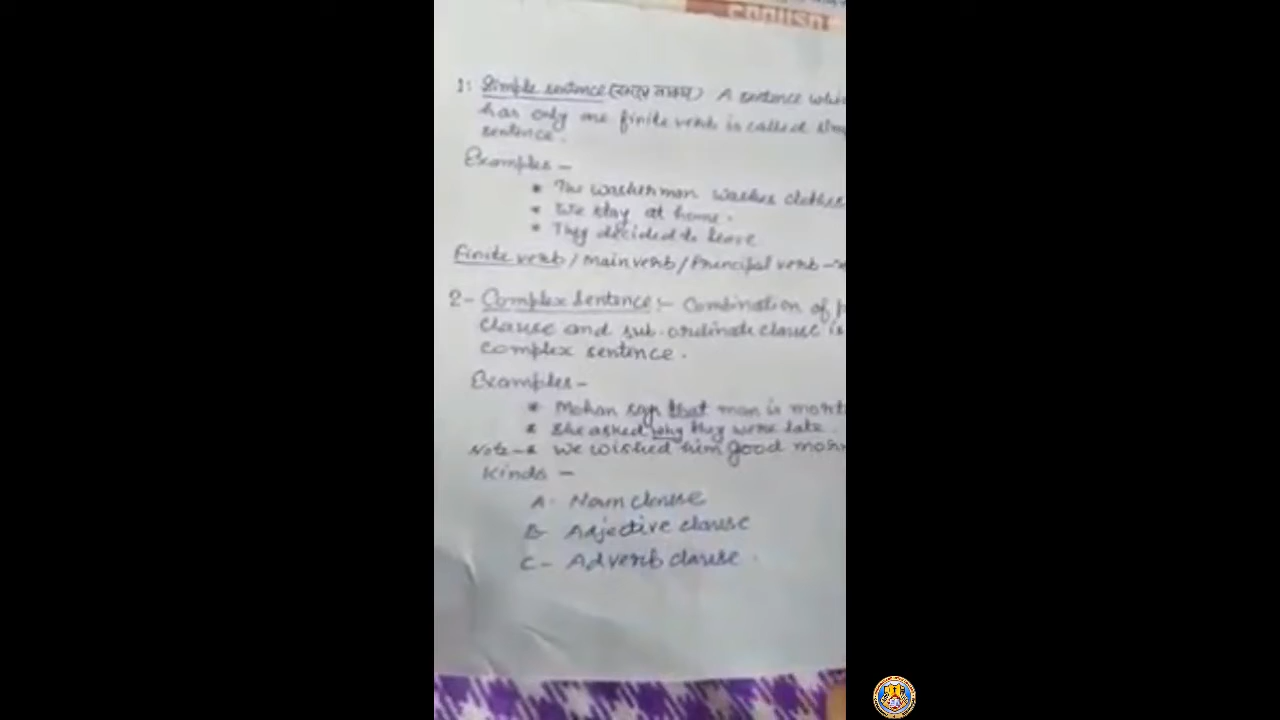 English
1: Simple sentence (सरल वाक्य) A sentence whi
has only one finite verb is called sim
sentence.
Examples -
* The washerman washes clothes
* We stay at home.
* They decided to leave
Finite verb / Main verb / Principal verb -
2- Complex Sentence :- Combination of p
clause and sub-ordinate clause is
complex sentence.
Examples -
* Mohan says that man is mort
* She asked why they were late.
Note -* We wished him good morn
Kinds -
A- Noun clause
B- Adjective clause
C- Adverb clause.